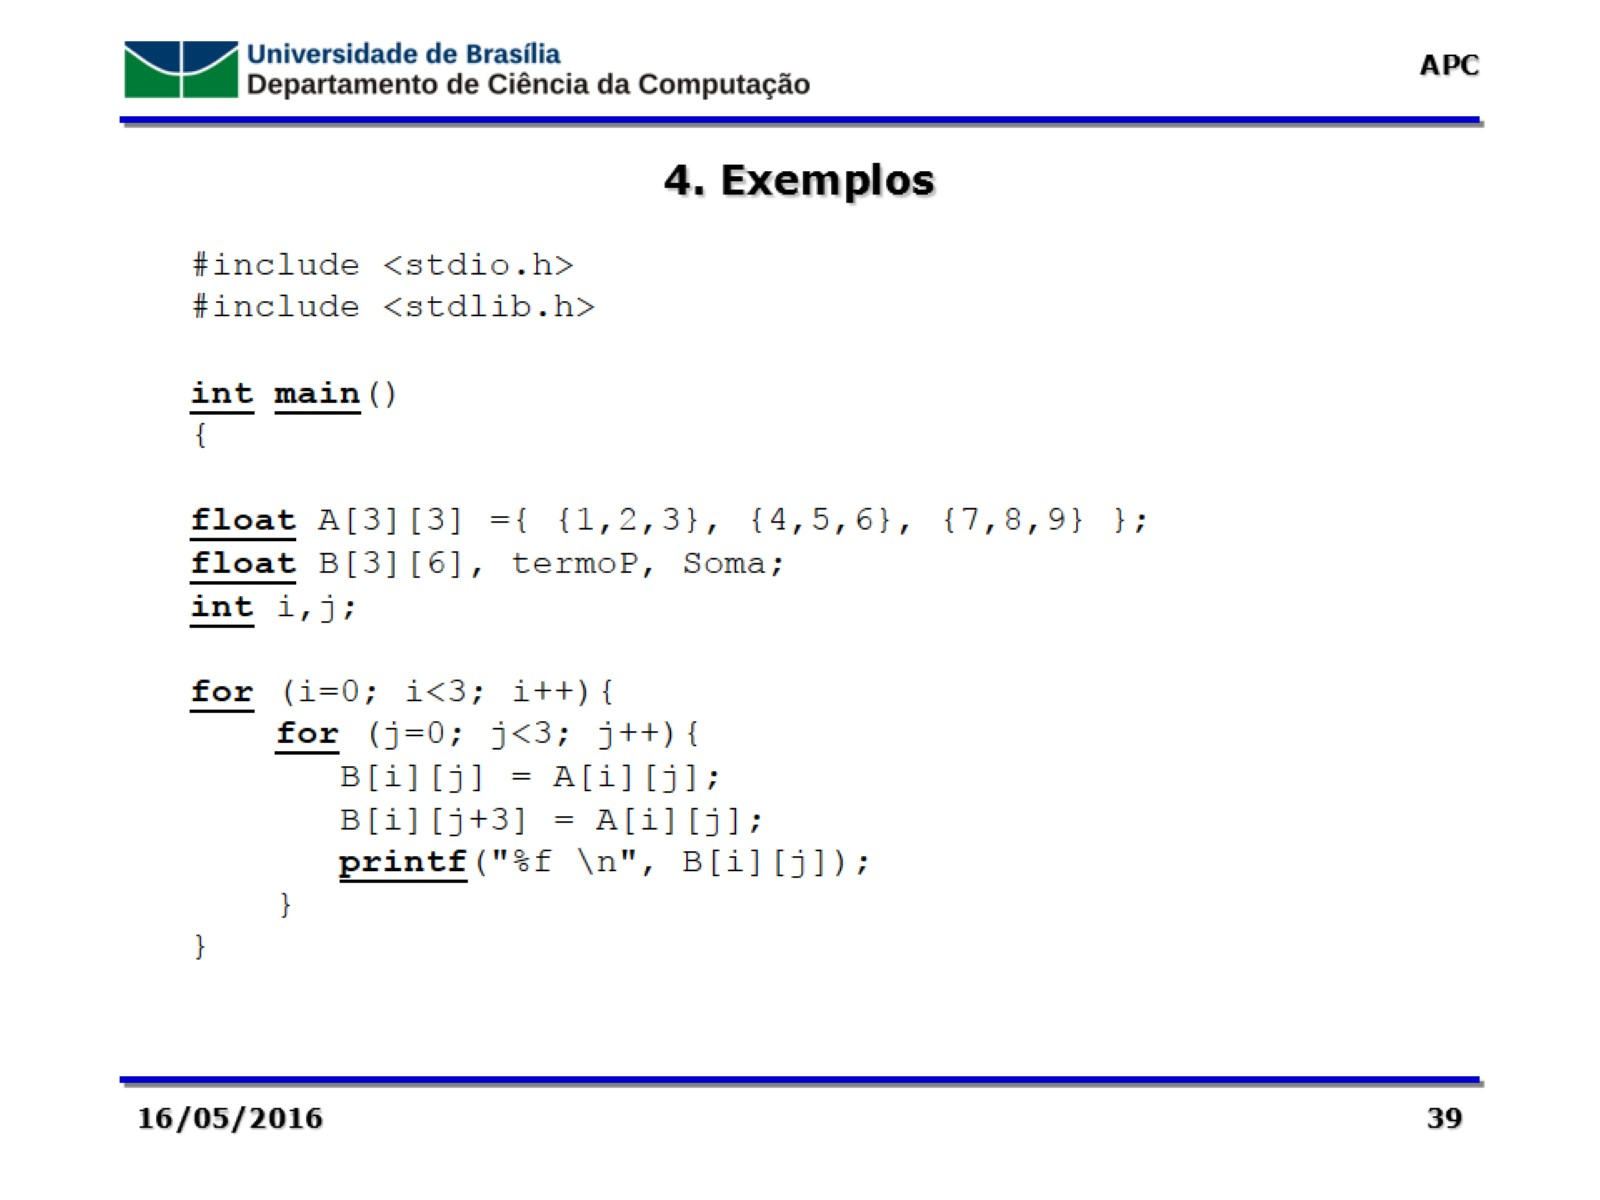 Universidade de Brasília
Departamento de Ciência da Computação
APC
4. Exemplos
#include <stdio.h>
#include <stdlib.h>
int main()
{
float A[3][3] ={ {1,2,3}, {4,5,6}, {7,8,9} };
float B[3][6], termoP, Soma;
int i,j;
for (i=0; i<3; i++){
for (j=0; j<3; j++){
B[i][j] = A[i][j];
B[i][j+3] = A[i][j];
printf("%f \n", B[i][j]);
}
}
16/05/2016
39